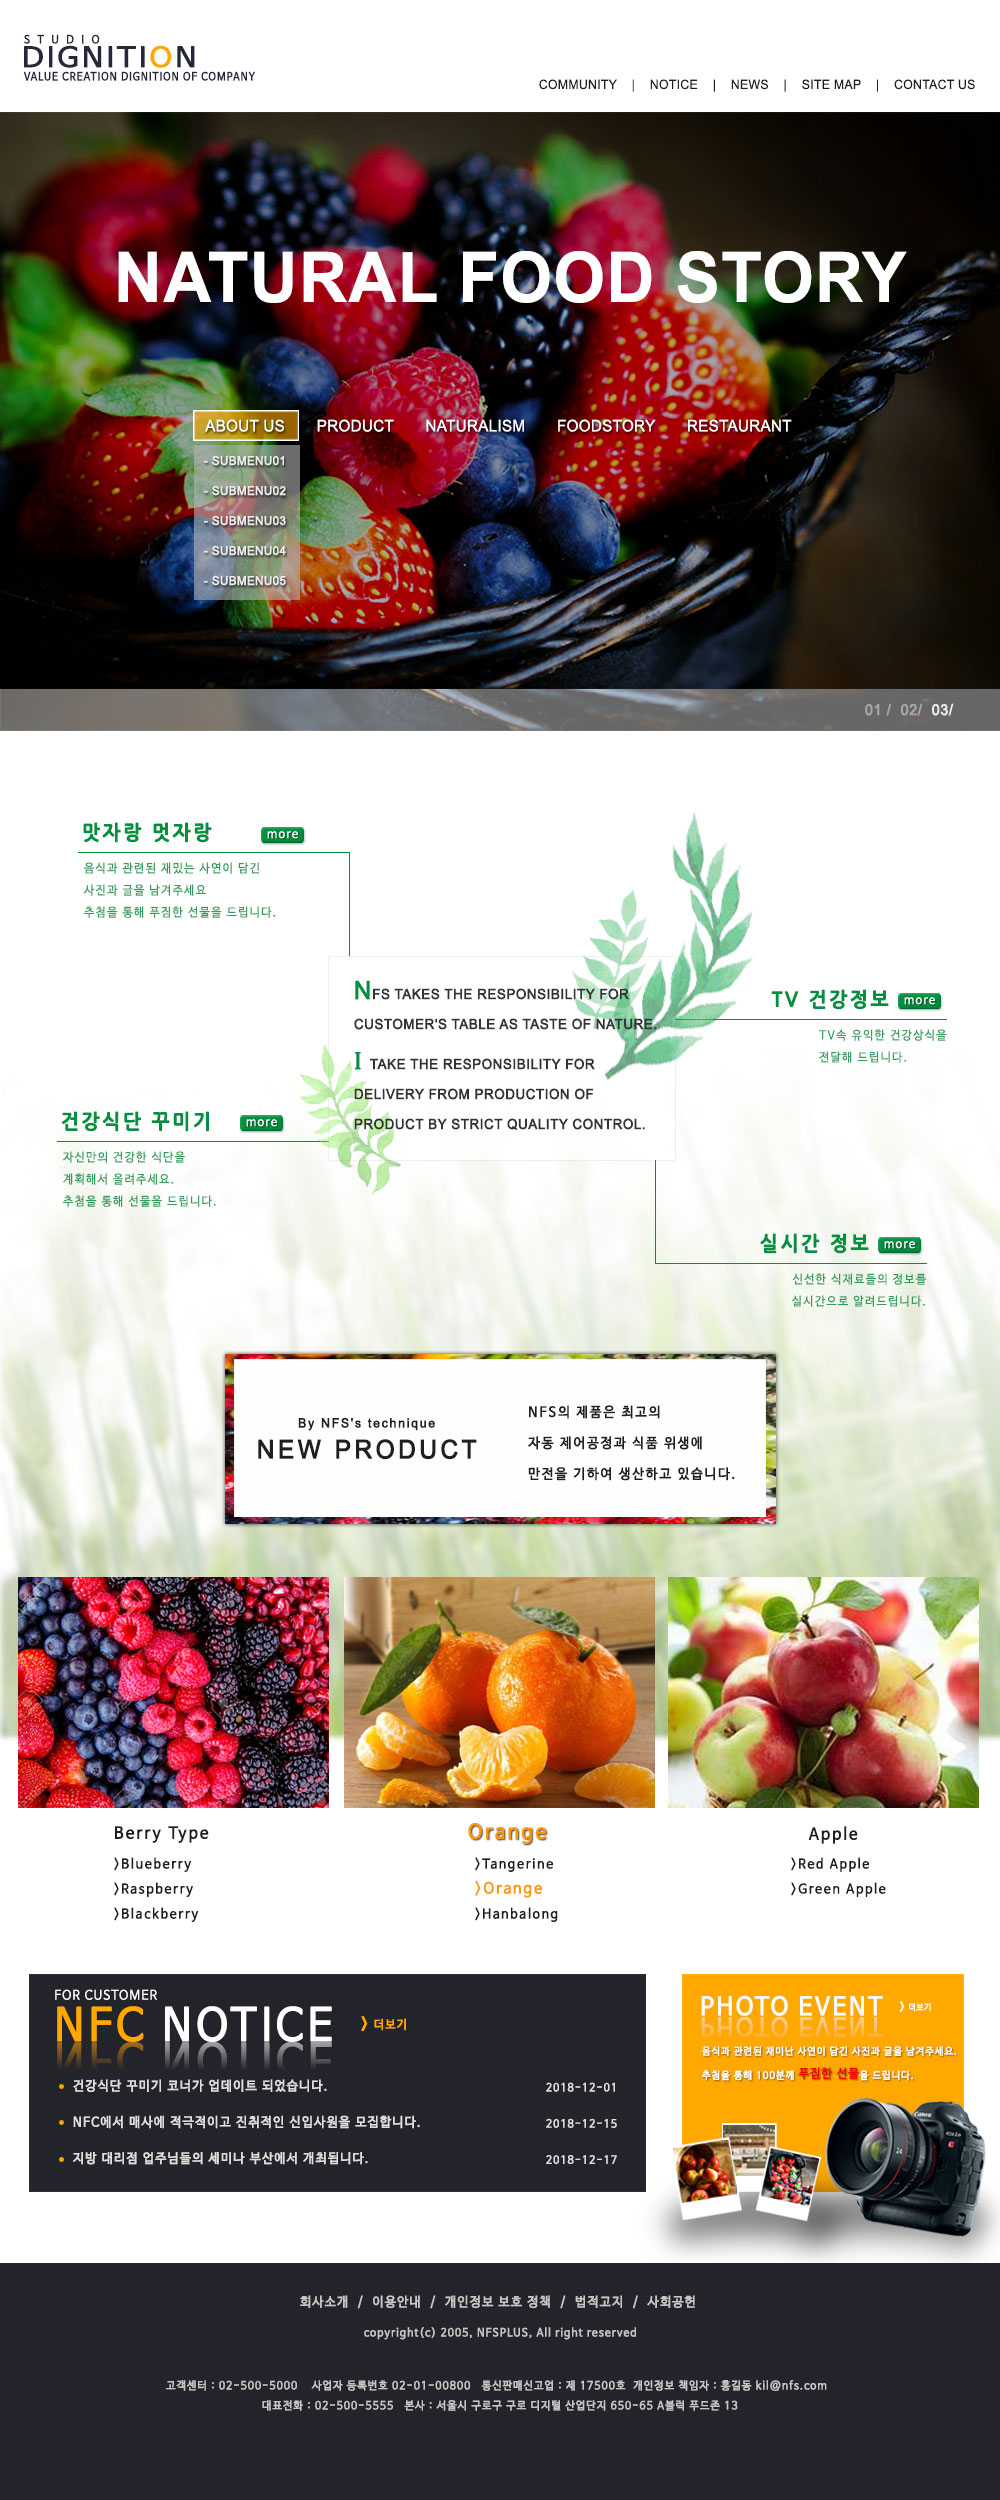 STUDIO
DIGNITION
VALUE CREATION DIGNITION OF COMPANY
COMMUNITY | NOTICE | NEWS | SITE MAP | CONTACT US
NATURAL FOOD STORY
ABOUT US PRODUCT NATURALISM FOODSTORY RESTAURANT
- SUBMENU01
- SUBMENU02
- SUBMENU03
- SUBMENU04
- SUBMENU05
01 / 02/ 03/
맛자랑 멋자랑 more
음식과 관련된 재밌는 사연이 담긴
사진과 글을 남겨주세요
추첨을 통해 푸짐한 선물을 드립니다.
NFS TAKES THE RESPONSIBILITY FOR
CUSTOMER'S TABLE AS TASTE OF NATURE.
I TAKE THE RESPONSIBILITY FOR
DELIVERY FROM PRODUCTION OF
PRODUCT BY STRICT QUALITY CONTROL.
TV 건강정보 more
TV속 유익한 건강상식을
전달해 드립니다.
건강식단 꾸미기 more
자신만의 건강한 식단을
계획해서 올려주세요.
추첨을 통해 선물을 드립니다.
실시간 정보 more
신선한 식재료들의 정보를
실시간으로 알려드립니다.
By NFS's technique
NEW PRODUCT
NFS의 제품은 최고의
자동 제어공정과 식품 위생에
만전을 기하여 생산하고 있습니다.
Berry Type
>Blueberry
>Raspberry
>Blackberry
Orange
>Tangerine
>Orange
>Hanbalong
Apple
>Red Apple
>Green Apple
FOR CUSTOMER
NFC NOTICE > 더보기
• 건강식단 꾸미기 코너가 업데이트 되었습니다. 2018-12-01
• NFC에서 매사에 적극적이고 진취적인 신입사원을 모집합니다. 2018-12-15
• 지방 대리점 업주님들의 세미나 부산에서 개최됩니다. 2018-12-17
PHOTO EVENT > 더보기
음식과 관련된 재미난 사연이 담긴 사진과 글을 남겨주세요.
추첨을 통해 100분께 푸짐한 선물을 드립니다.
Canon
24
회사소개 / 이용안내 / 개인정보 보호 정책 / 법적고지 / 사회공헌
copyright(c) 2005, NFSPLUS, All right reserved
고객센터 : 02-500-5000 사업자 등록번호 02-01-00800 통신판매신고업 : 제 17500호 개인정보 책임자 : 홍길동 kil@nfs.com
대표전화 : 02-500-5555 본사 : 서울시 구로구 구로 디지털 산업단지 650-65 A블럭 푸드존 13